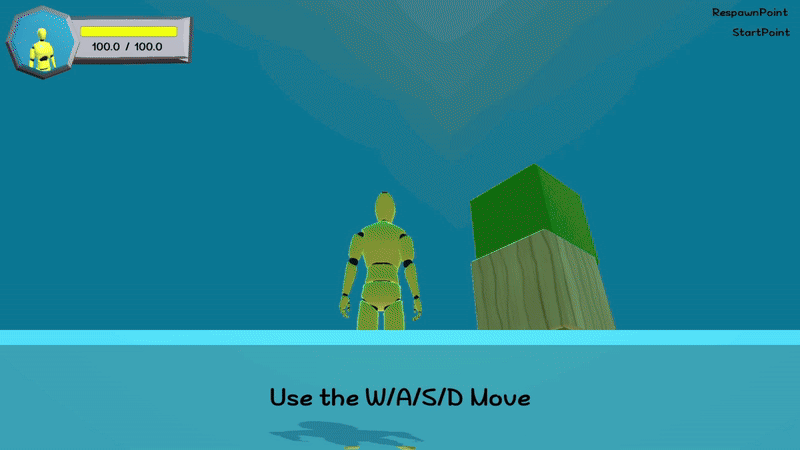 100.0 / 100.0
RespawnPoint
StartPoint
Use the W/A/S/D Move